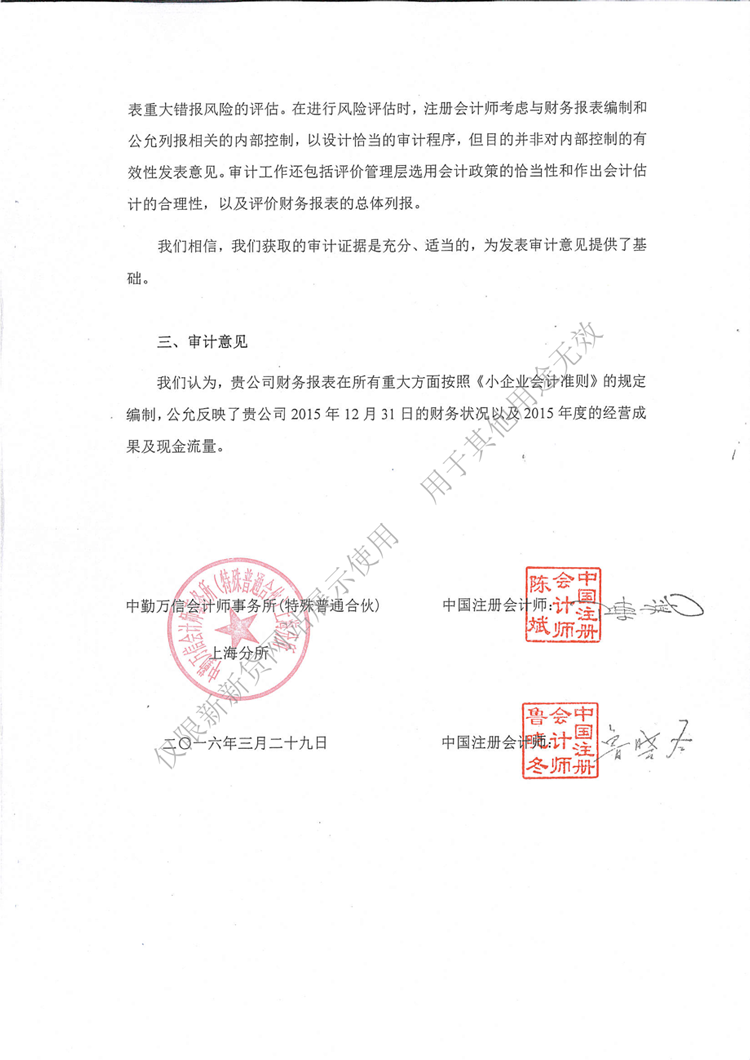 表重大错报风险的评估。在进行风险评估时，注册会计师考虑与财务报表编制和
公允列报相关的内部控制，以设计恰当的审计程序，但目的并非对内部控制的有
效性发表意见。审计工作还包括评价管理层选用会计政策的恰当性和作出会计估
计的合理性，以及评价财务报表的总体列报。
我们相信，我们获取的审计证据是充分、适当的，为发表审计意见提供了基
础。
三、审计意见
我们认为，贵公司财务报表在所有重大方面按照《小企业会计准则》的规定
编制，公允反映了贵公司 2015 年 12 月 31 日的财务状况以及 2015 年度的经营成
果及现金流量。
仅限新新贷网站展示使用 用于其他用途无效
中勤万信会计师事务所(特殊普通合伙)
上海分所
中勤万信会计师事务所(特殊普通合伙)上海分所
中国注册会计师:
中国注册
会计师
陈斌
二〇一六年三月二十九日
中国注册会计师:
中国注册
会计师
鲁 冬